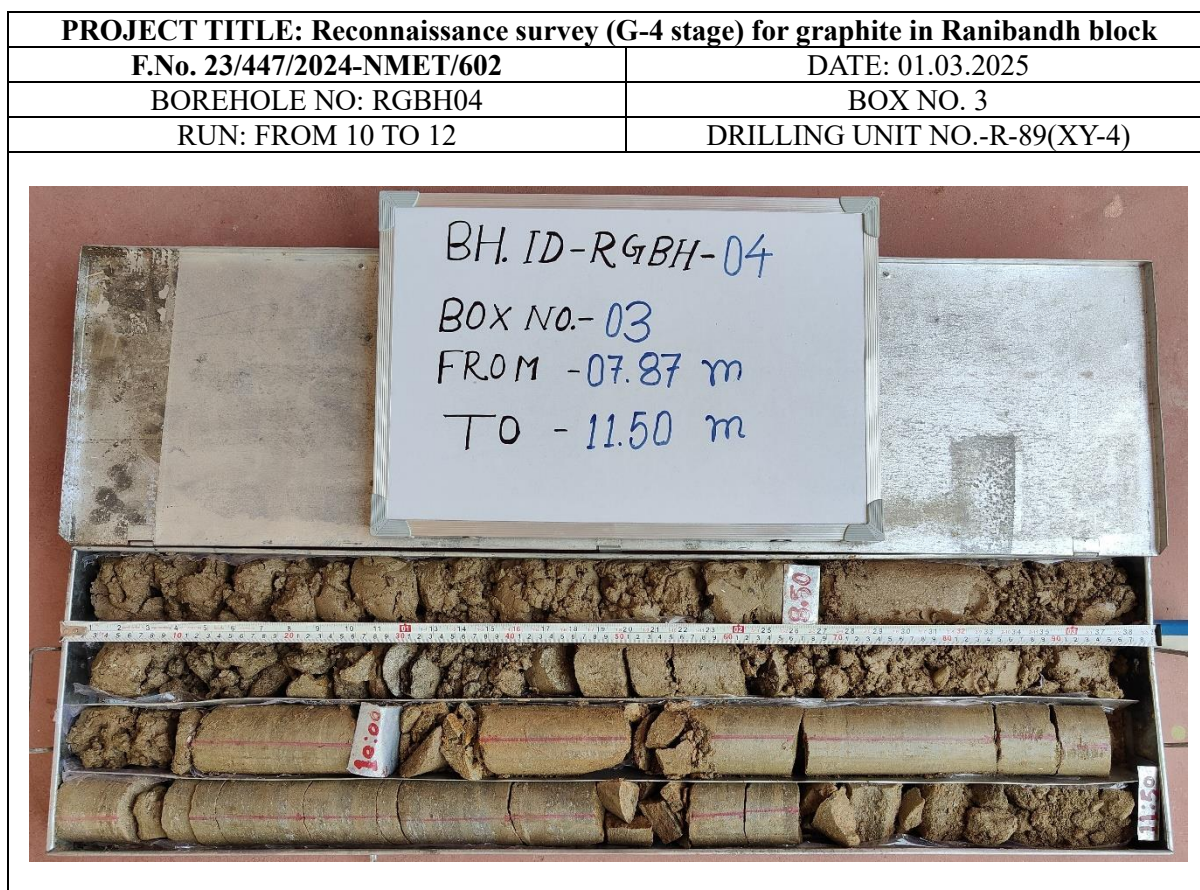 PROJECT TITLE: Reconnaissance survey (G-4 stage) for graphite in Ranibandh block
F.No. 23/447/2024-NMET/602
DATE: 01.03.2025
BOREHOLE NO: RGBH04
BOX NO. 3
RUN: FROM 10 TO 12
DRILLING UNIT NO.-R-89(XY-4)
BH. ID-RGBH-04
BOX NO.-03
FROM -07.87 m
TO - 11.50 m
8.50
10:00
11.50